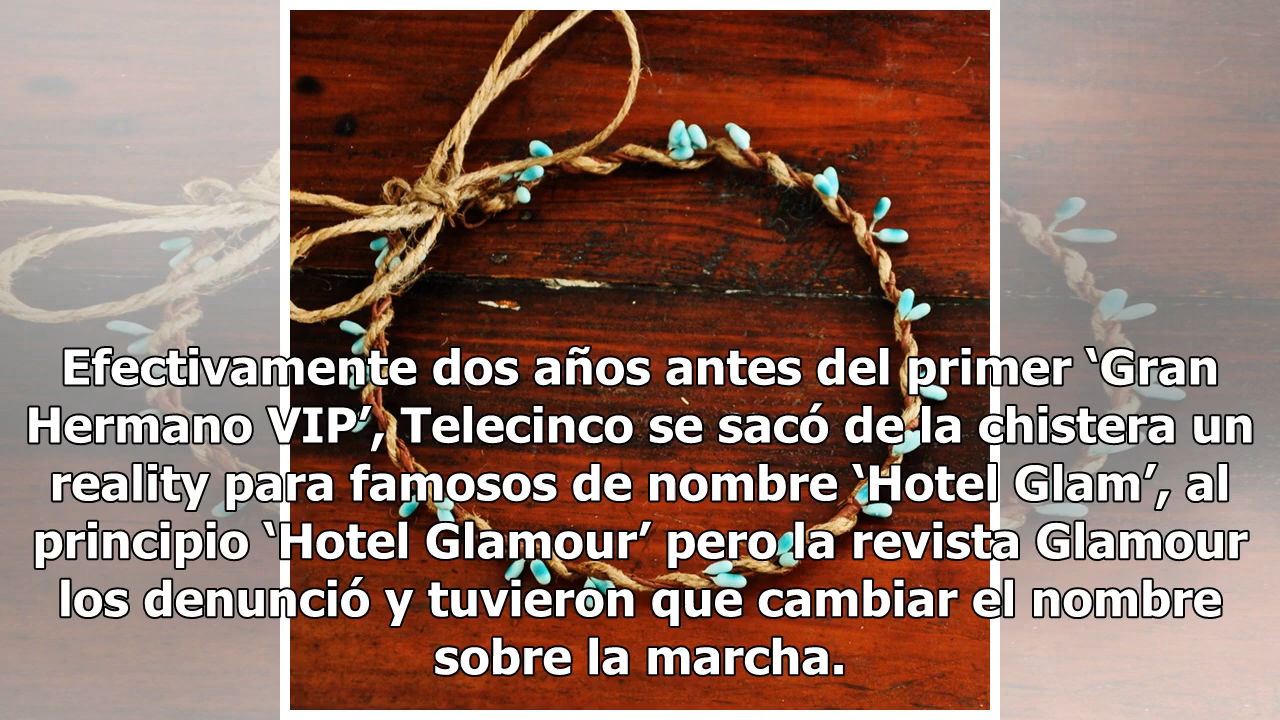 Efectivamente dos años antes del primer ‘Gran
Hermano VIP’, Telecinco se sacó de la chistera un
reality para famosos de nombre ‘Hotel Glam’, al
principio ‘Hotel Glamour’ pero la revista Glamour
los denunció y tuvieron que cambiar el nombre
sobre la marcha.